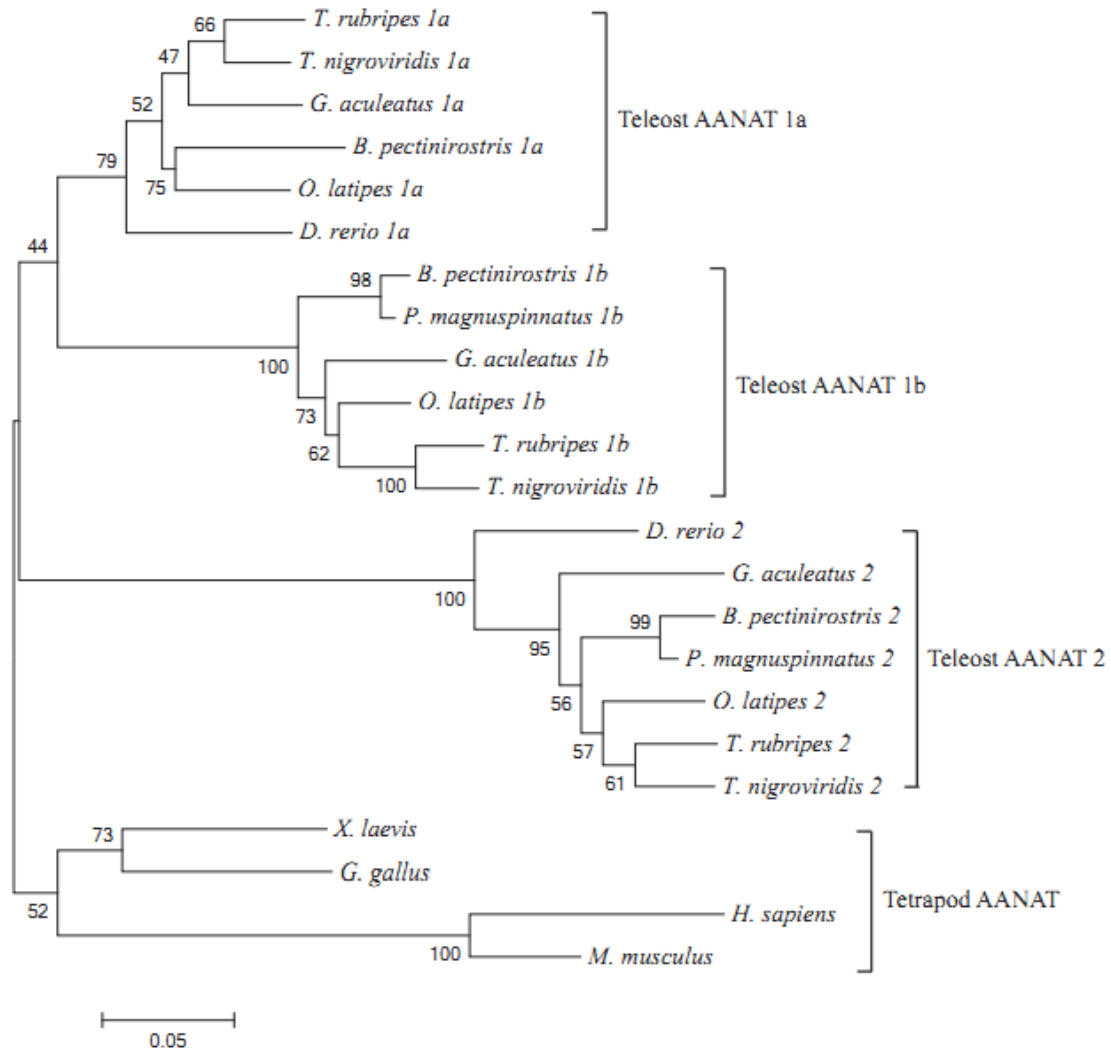 66
T. rubripes 1a
47
T. nigroviridis 1a
52
G. aculeatus 1a
Teleost AANAT 1a
79
B. pectinirostris 1a
75
O. latipes 1a
44
D. rerio 1a
98
B. pectinirostris 1b
P. magnuspinnatus 1b
100
G. aculeatus 1b
Teleost AANAT 1b
73
O. latipes 1b
62
T. rubripes 1b
100
T. nigroviridis 1b
D. rerio 2
100
G. aculeatus 2
99
B. pectinirostris 2
95
P. magnuspinnatus 2
Teleost AANAT 2
56
O. latipes 2
57
T. rubripes 2
61
T. nigroviridis 2
73
X. laevis
G. gallus
Tetrapod AANAT
52
H. sapiens
100
M. musculus
0.05